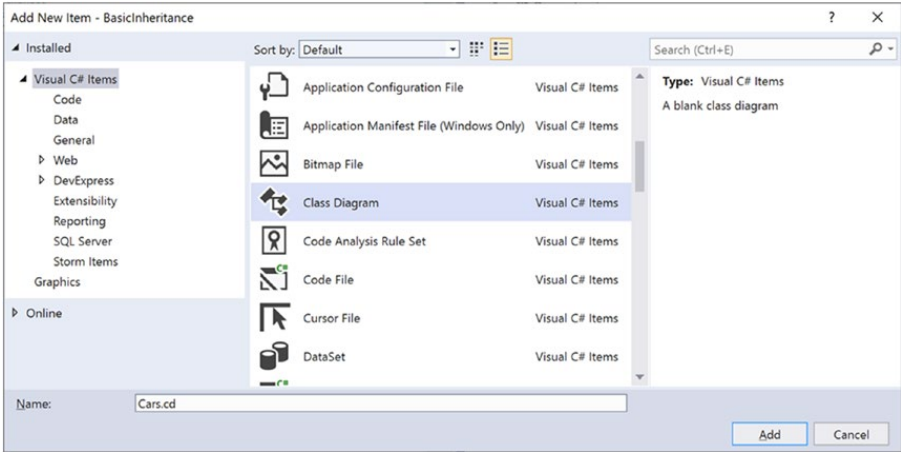 Add New Item - BasicInheritance ? ×
Installed
Sort by: Default
Search (Ctrl+E)
Visual C# Items
Code
Data
General
Web
DevExpress
Extensibility
Reporting
SQL Server
Storm Items
Graphics
Online
Application Configuration File Visual C# Items
Application Manifest File (Windows Only) Visual C# Items
Bitmap File Visual C# Items
Class Diagram Visual C# Items
Code Analysis Rule Set Visual C# Items
Code File Visual C# Items
Cursor File Visual C# Items
DataSet Visual C# Items
Type: Visual C# Items
A blank class diagram
Name: Cars.cd
Add Cancel